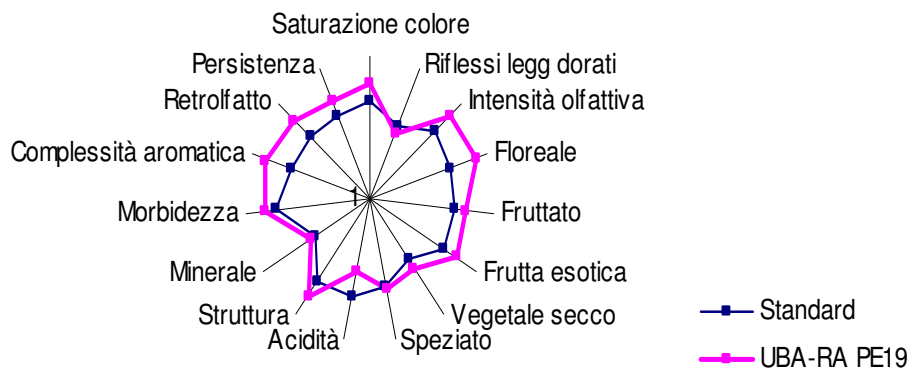 Saturazione colore
Persistenza
Riflessi legg dorati
Retrolfatto
Intensità olfattiva
Complessità aromatica
Floreale
Morbidezza
1
Fruttato
Minerale
Frutta esotica
Struttura
Vegetale secco
Acidità
Speziato
Standard
UBA-RA PE19